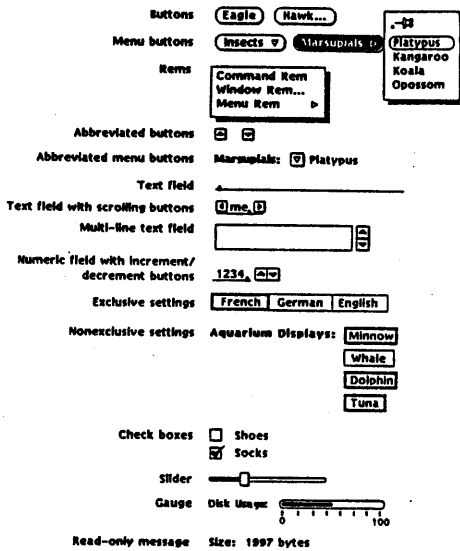 Buttons Eagle Hawk...
Menu buttons Insects Marsupials
Platypus
Kangaroo
Koala
Opossom
Items
Command Item
Window Item...
Menu Item
Abbreviated buttons
Abbreviated menu buttons Marsupials: Platypus
Text field
Text field with scrolling buttons me
Multi-line text field
Numeric field with increment/
decrement buttons 1234
Exclusive settings French German English
Nonexclusive settings Aquarium Displays: Minnow
Whale
Dolphin
Tuna
Check boxes Shoes
Socks
Slider
Gauge Disk Usage:
0 100
Read-only message Size: 1997 bytes